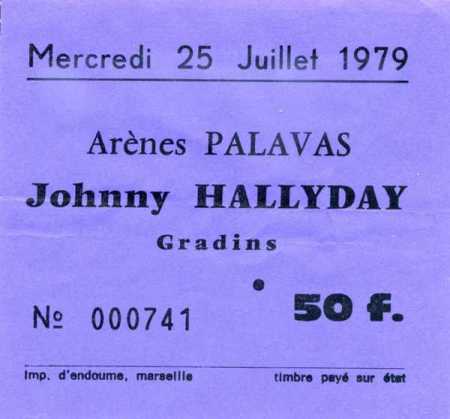 Mercredi 25 Juillet 1979
Arènes PALAVAS
Johnny HALLYDAY
Gradins
50 f.
Nº 000741
Imp. d'endoume, marseille timbre payé sur état